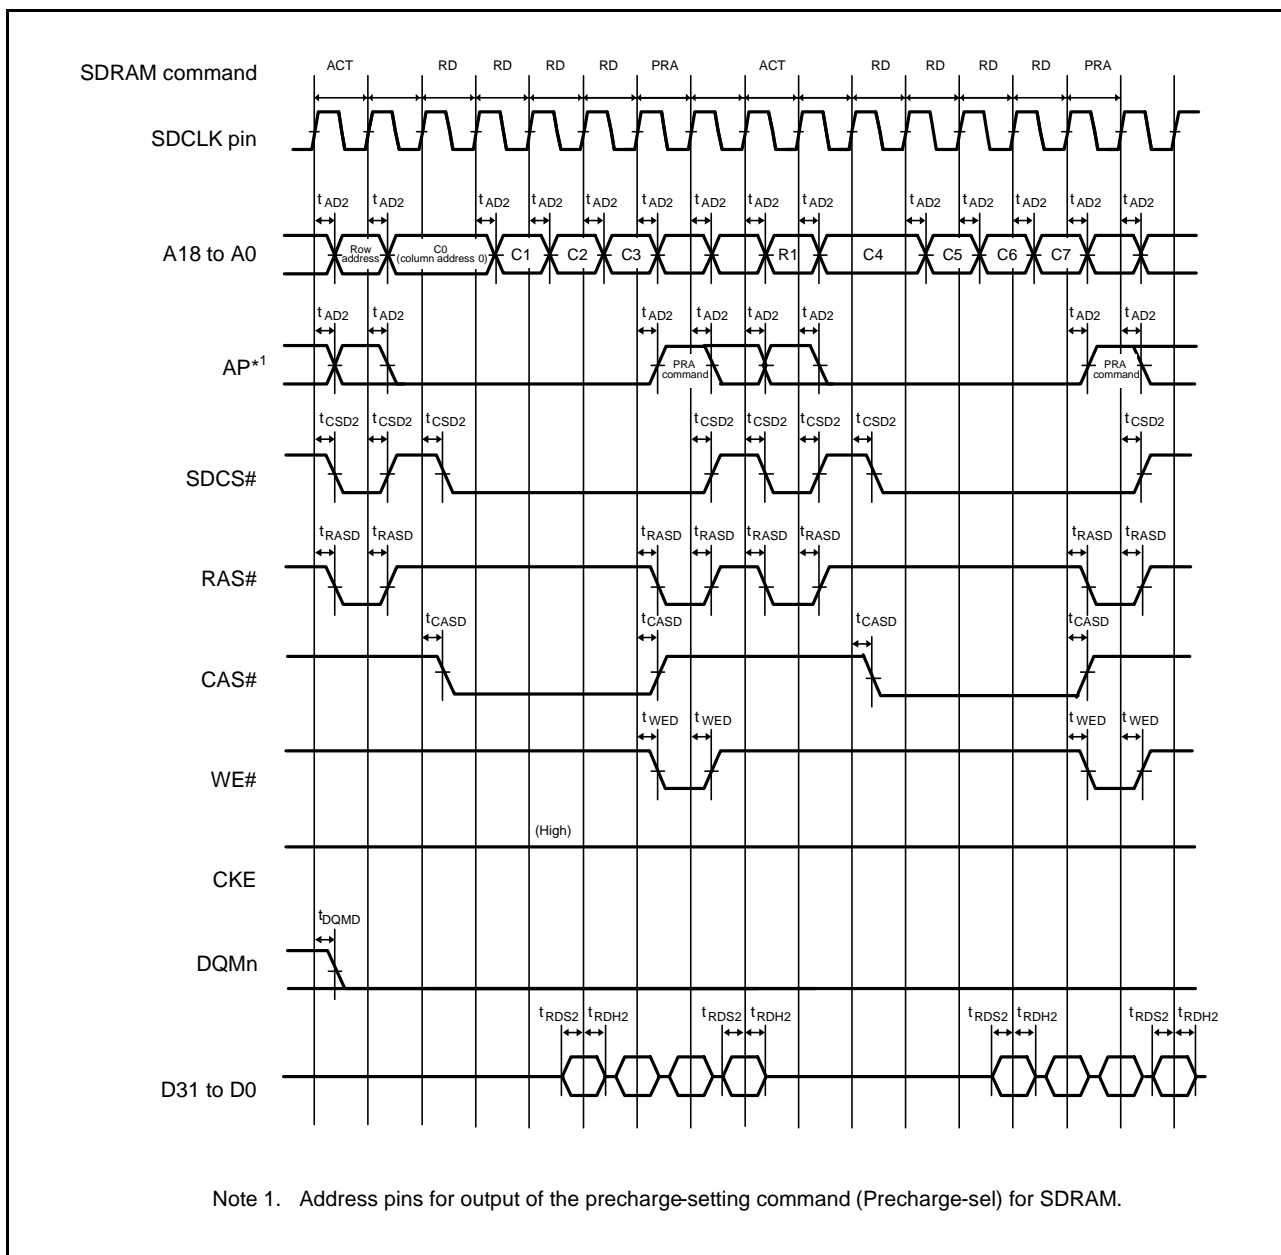 SDRAM command ACT RD RD RD RD PRA ACT RD RD RD RD PRA
SDCLK pin
tAD2 tAD2 tAD2 tAD2 tAD2 tAD2 tAD2 tAD2 tAD2 tAD2 tAD2 tAD2 tAD2 tAD2
A18 to A0 Row address C0 (column address 0) C1 C2 C3 R1 C4 C5 C6 C7
tAD2 tAD2 tAD2 tAD2 tAD2 tAD2 tAD2 tAD2
AP*1 PRA command PRA command
tCSD2 tCSD2 tCSD2 tCSD2 tCSD2 tCSD2 tCSD2 tCSD2
SDCS#
tRASD tRASD tRASD tRASD tRASD tRASD tRASD tRASD
RAS#
tCASD tCASD tCASD tCASD
CAS#
tWED tWED tWED tWED
WE#
(High)
CKE
tDQMD
DQMn
tRDS2 tRDH2 tRDS2 tRDH2 tRDS2 tRDH2 tRDS2 tRDH2
D31 to D0
Note 1. Address pins for output of the precharge-setting command (Precharge-sel) for SDRAM.